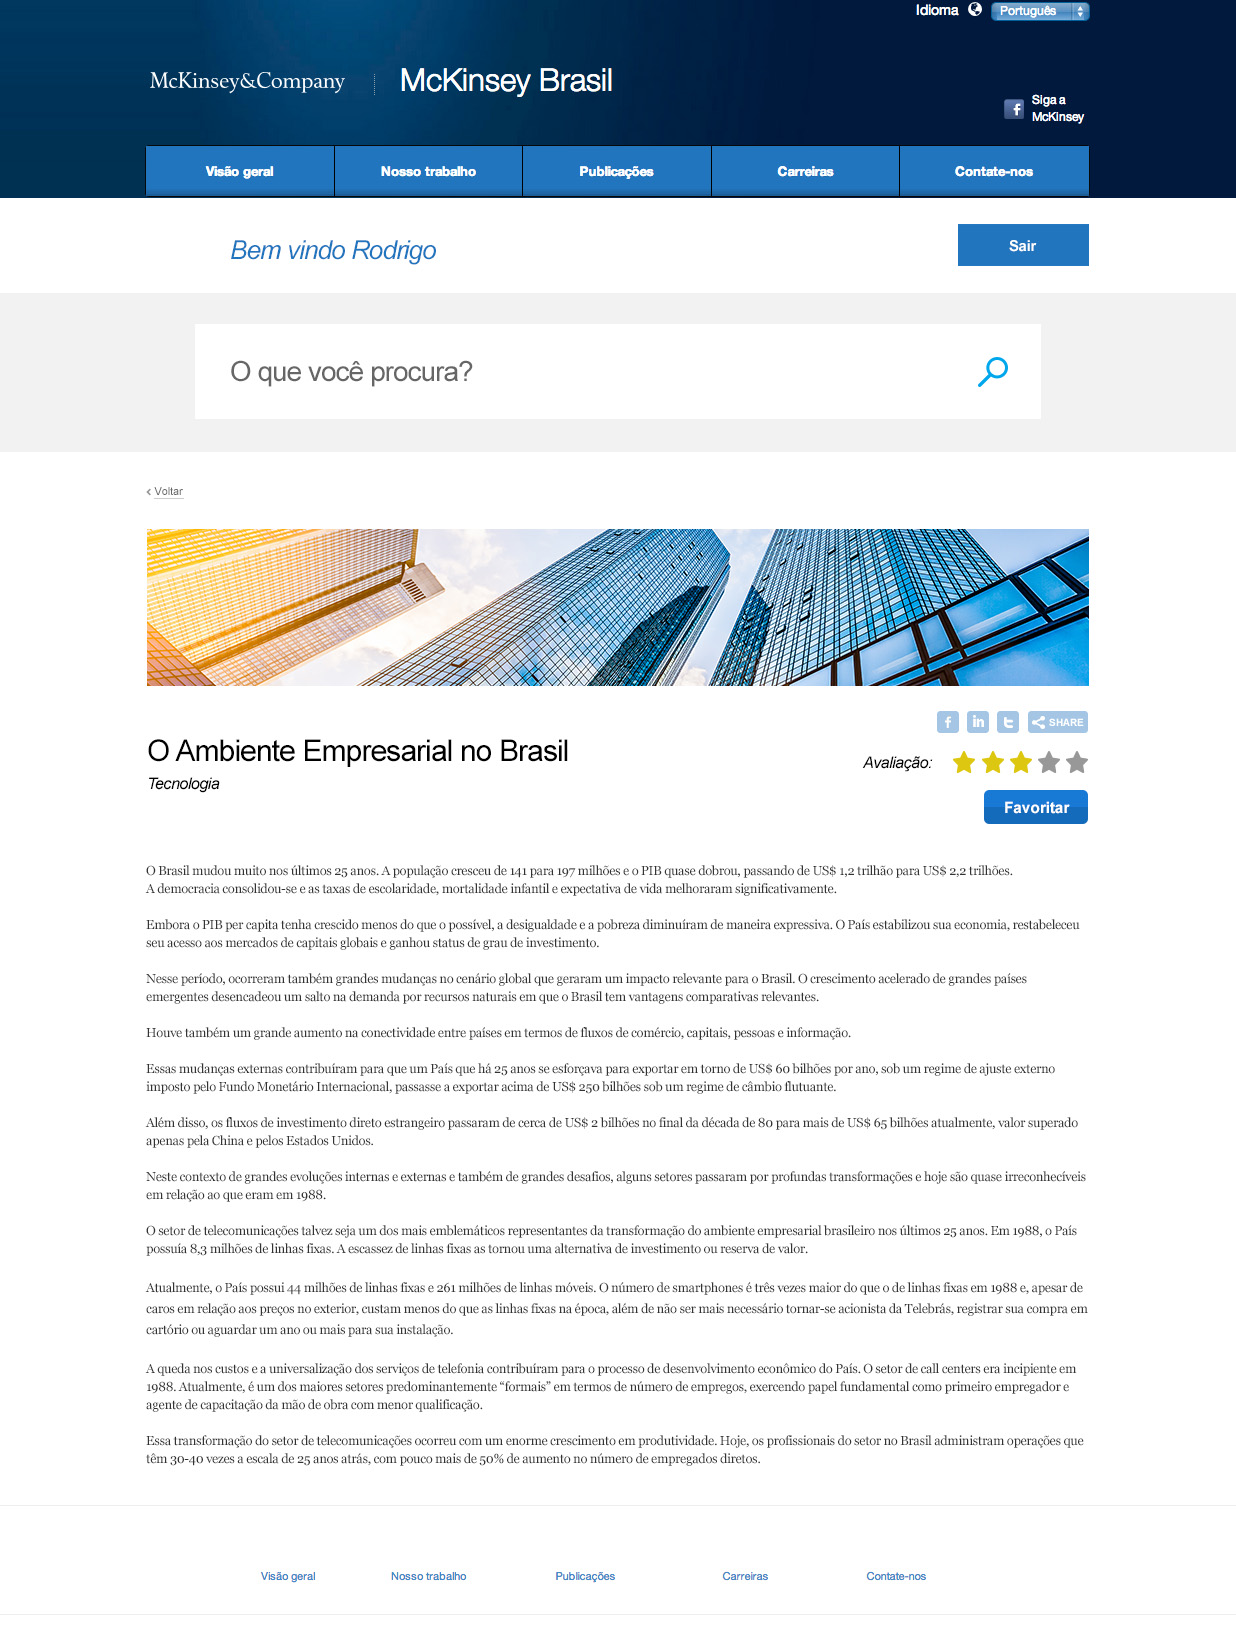 Idioma Português
McKinsey&Company McKinsey Brasil
Siga a
McKinsey
Visão geral Nosso trabalho Publicações Carreiras Contate-nos
Bem vindo Rodrigo Sair
O que você procura?
‹ Voltar
f in t SHARE
O Ambiente Empresarial no Brasil
Avaliação:
Tecnologia
Favoritar
O Brasil mudou muito nos últimos 25 anos. A população cresceu de 141 para 197 milhões e o PIB quase dobrou, passando de US$ 1,2 trilhão para US$ 2,2 trilhões.
A democracia consolidou-se e as taxas de escolaridade, mortalidade infantil e expectativa de vida melhoraram significativamente.
Embora o PIB per capita tenha crescido menos do que o possível, a desigualdade e a pobreza diminuíram de maneira expressiva. O País estabilizou sua economia, restabeleceu
seu acesso aos mercados de capitais globais e ganhou status de grau de investimento.
Nesse período, ocorreram também grandes mudanças no cenário global que geraram um impacto relevante para o Brasil. O crescimento acelerado de grandes países
emergentes desencadeou um salto na demanda por recursos naturais em que o Brasil tem vantagens comparativas relevantes.
Houve também um grande aumento na conectividade entre países em termos de fluxos de comércio, capitais, pessoas e informação.
Essas mudanças externas contribuíram para que um País que há 25 anos se esforçava para exportar em torno de US$ 60 bilhões por ano, sob um regime de ajuste externo
imposto pelo Fundo Monetário Internacional, passasse a exportar acima de US$ 250 bilhões sob um regime de câmbio flutuante.
Além disso, os fluxos de investimento direto estrangeiro passaram de cerca de US$ 2 bilhões no final da década de 80 para mais de US$ 65 bilhões atualmente, valor superado
apenas pela China e pelos Estados Unidos.
Neste contexto de grandes evoluções internas e externas e também de grandes desafios, alguns setores passaram por profundas transformações e hoje são quase irreconhecíveis
em relação ao que eram em 1988.
O setor de telecomunicações talvez seja um dos mais emblemáticos representantes da transformação do ambiente empresarial brasileiro nos últimos 25 anos. Em 1988, o País
possuía 8,3 milhões de linhas fixas. A escassez de linhas fixas as tornou uma alternativa de investimento ou reserva de valor.
Atualmente, o País possui 44 milhões de linhas fixas e 261 milhões de linhas móveis. O número de smartphones é três vezes maior do que o de linhas fixas em 1988 e, apesar de
caros em relação aos preços no exterior, custam menos do que as linhas fixas na época, além de não ser mais necessário tornar-se acionista da Telebrás, registrar sua compra em
cartório ou aguardar um ano ou mais para sua instalação.
A queda nos custos e a universalização dos serviços de telefonia contribuíram para o processo de desenvolvimento econômico do País. O setor de call centers era incipiente em
1988. Atualmente, é um dos maiores setores predominantemente “formais” em termos de número de empregos, exercendo papel fundamental como primeiro empregador e
agente de capacitação da mão de obra com menor qualificação.
Essa transformação do setor de telecomunicações ocorreu com um enorme crescimento em produtividade. Hoje, os profissionais do setor no Brasil administram operações que
têm 30-40 vezes a escala de 25 anos atrás, com pouco mais de 50% de aumento no número de empregados diretos.
Visão geral Nosso trabalho Publicações Carreiras Contate-nos